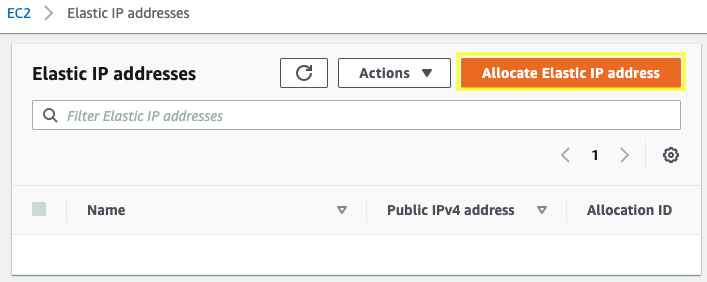 EC2 > Elastic IP addresses
Elastic IP addresses
Actions
Allocate Elastic IP address
Filter Elastic IP addresses
1
Name
Public IPv4 address
Allocation ID